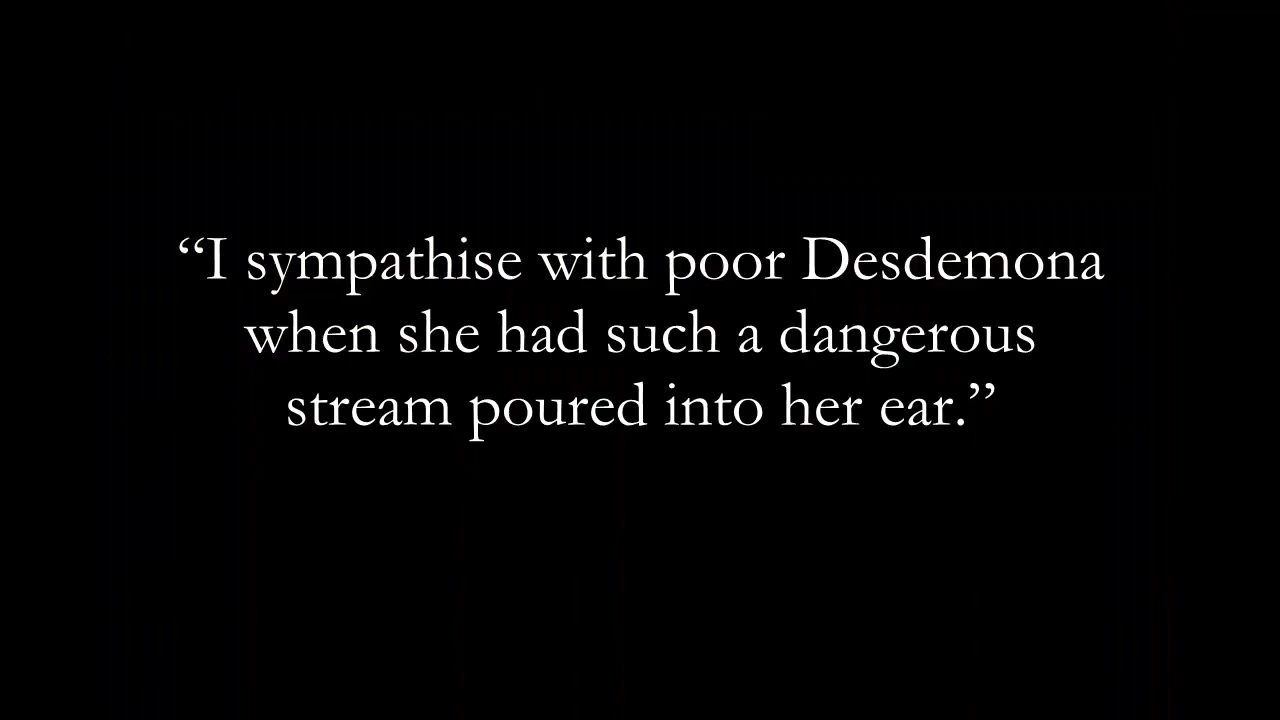 “I sympathise with poor Desdemona
when she had such a dangerous
stream poured into her ear.”